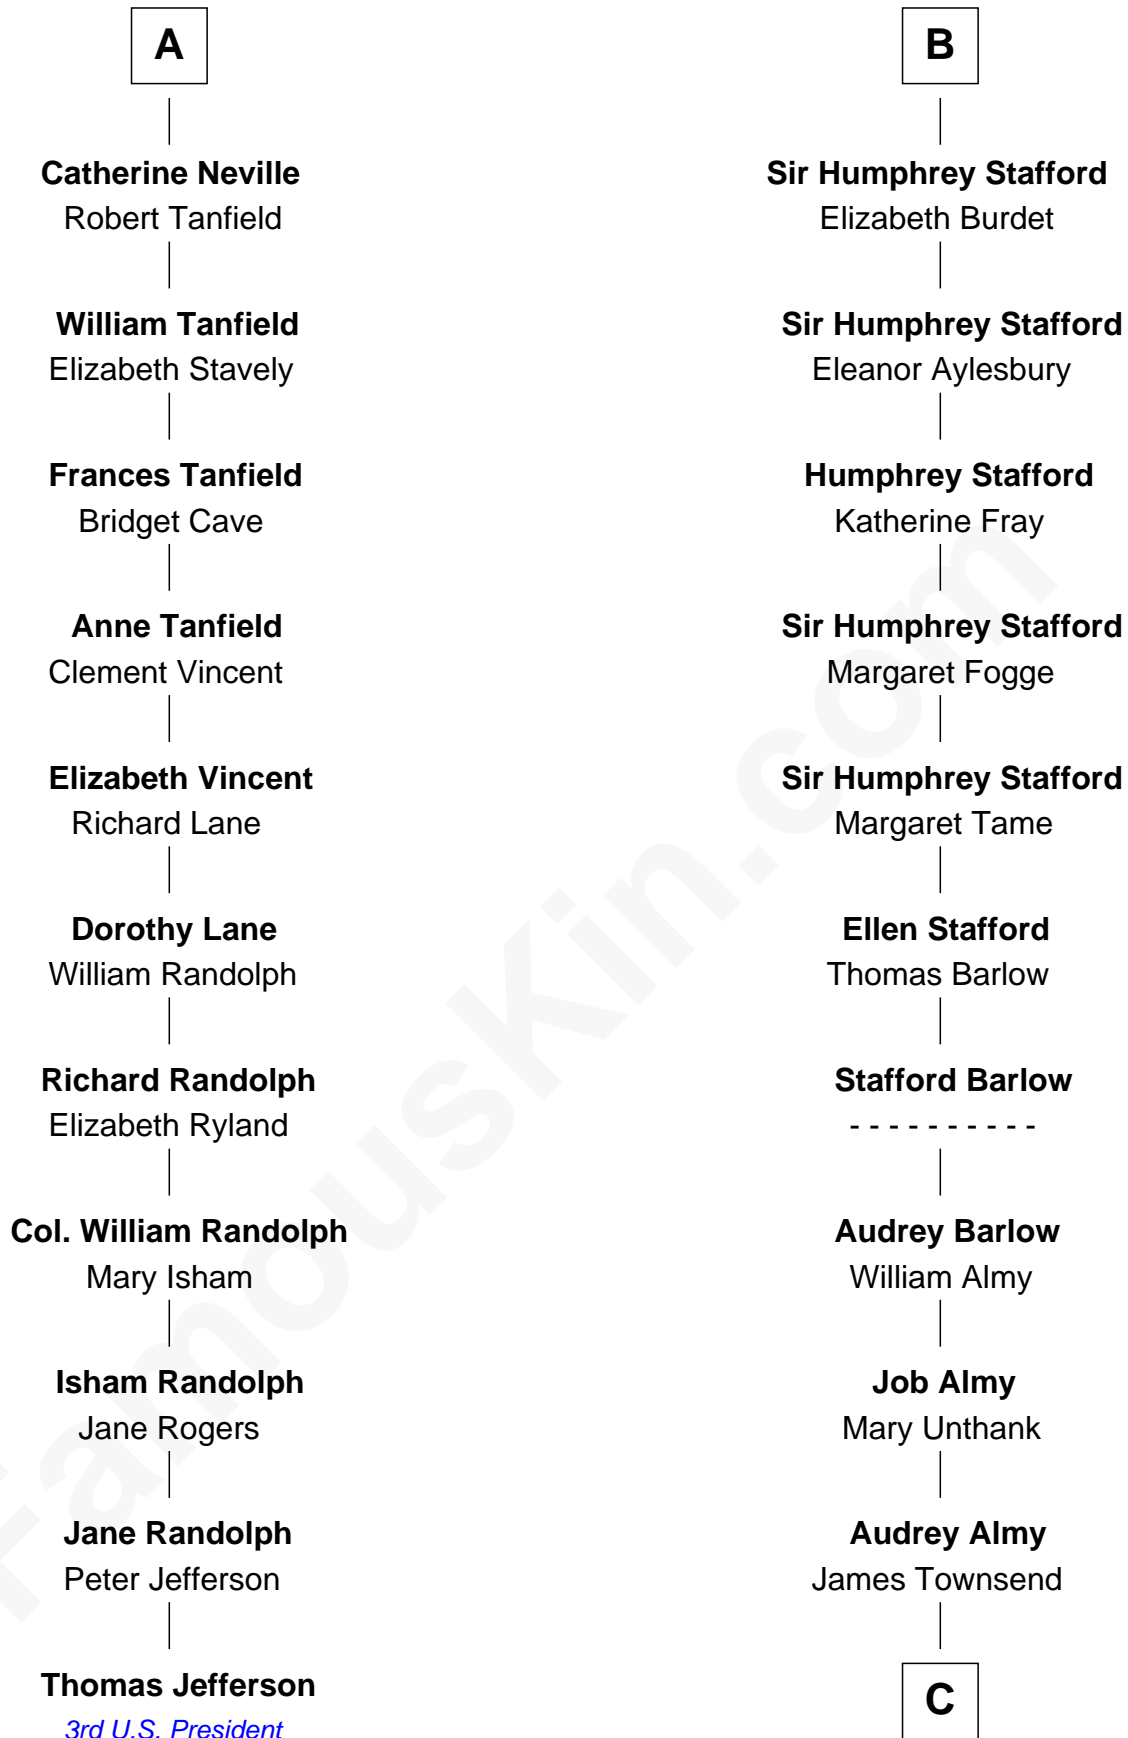 A
Catherine Neville
Robert Tanfield
William Tanfield
Elizabeth Stavely
Frances Tanfield
Bridget Cave
Anne Tanfield
Clement Vincent
Elizabeth Vincent
Richard Lane
Dorothy Lane
William Randolph
Richard Randolph
Elizabeth Ryland
Col. William Randolph
Mary Isham
Isham Randolph
Jane Rogers
Jane Randolph
Peter Jefferson
Thomas Jefferson
3rd U.S. President
B
Sir Humphrey Stafford
Elizabeth Burdet
Sir Humphrey Stafford
Eleanor Aylesbury
Humphrey Stafford
Katherine Fray
Sir Humphrey Stafford
Margaret Fogge
Sir Humphrey Stafford
Margaret Tame
Ellen Stafford
Thomas Barlow
Stafford Barlow
- - - - - - - - - -
Audrey Barlow
William Almy
Job Almy
Mary Unthank
Audrey Almy
James Townsend
C
FamousKin.com